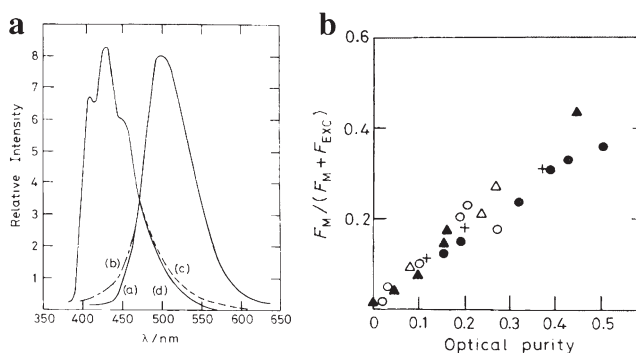 a
8
7
6
5
4
3
2
1
Relative Intensity
(b)
(a)
(c)
(d)
350 400 450 500 550 600 650
λ/nm
b
0.6
0.4
0.2
F_M/(F_M + F_EXC)
0 0.1 0.2 0.3 0.4 0.5
Optical purity